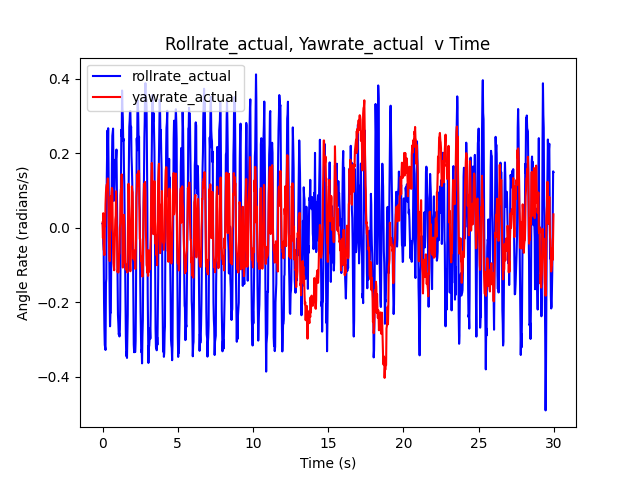 Rollrate_actual, Yawrate_actual  v Time
rollrate_actual
yawrate_actual
Angle Rate (radians/s)
0.4
0.2
0.0
−0.2
−0.4
0 5 10 15 20 25 30
Time (s)